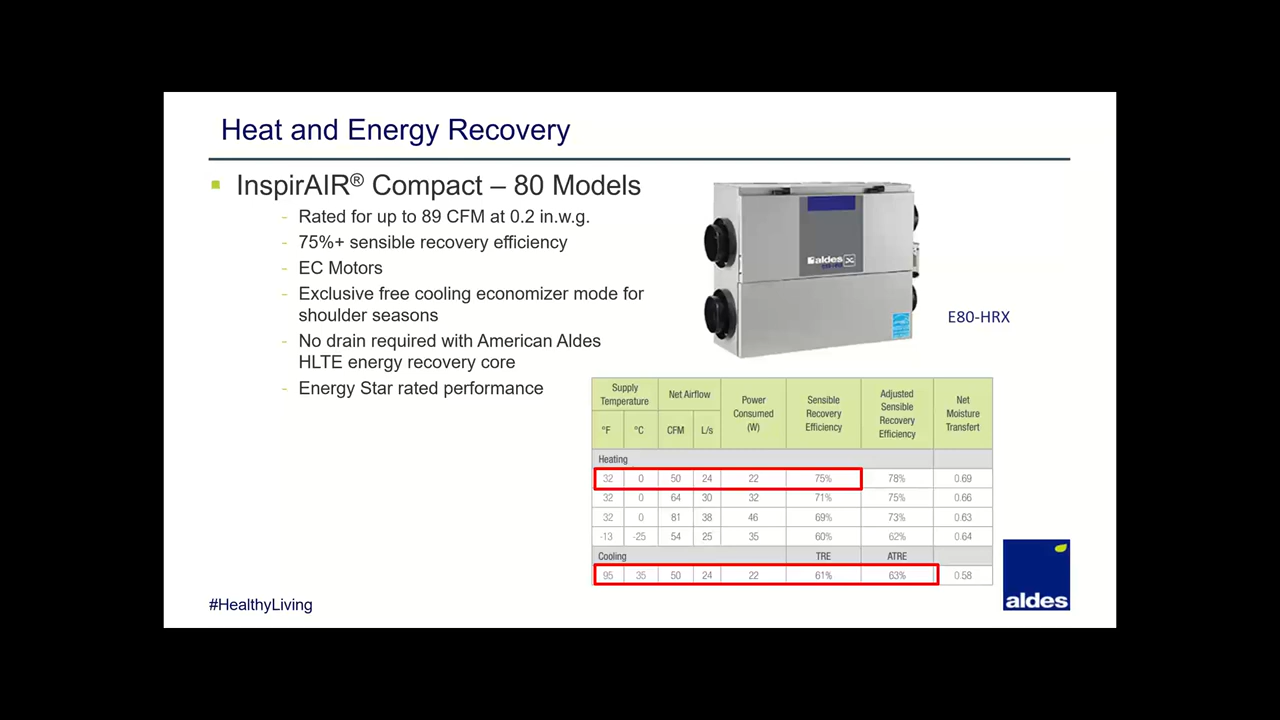 Heat and Energy Recovery
▪ InspirAIR® Compact – 80 Models
- Rated for up to 89 CFM at 0.2 in.w.g.
- 75%+ sensible recovery efficiency
- EC Motors
- Exclusive free cooling economizer mode for
shoulder seasons
- No drain required with American Aldes
HLTE energy recovery core
- Energy Star rated performance
aldes
E80-HRX
Supply Temperature Net Airflow Power Consumed (W) Sensible Recovery Efficiency Adjusted Sensible Recovery Efficiency Net Moisture Transfert
°F °C CFM L/s
Heating
32 0 50 24 22 75% 78% 0.69
32 0 64 30 32 71% 75% 0.66
32 0 81 38 46 69% 73% 0.63
-13 -25 54 25 35 60% 62% 0.64
Cooling TRE ATRE
95 35 50 24 22 61% 63% 0.58
#HealthyLiving
aldes